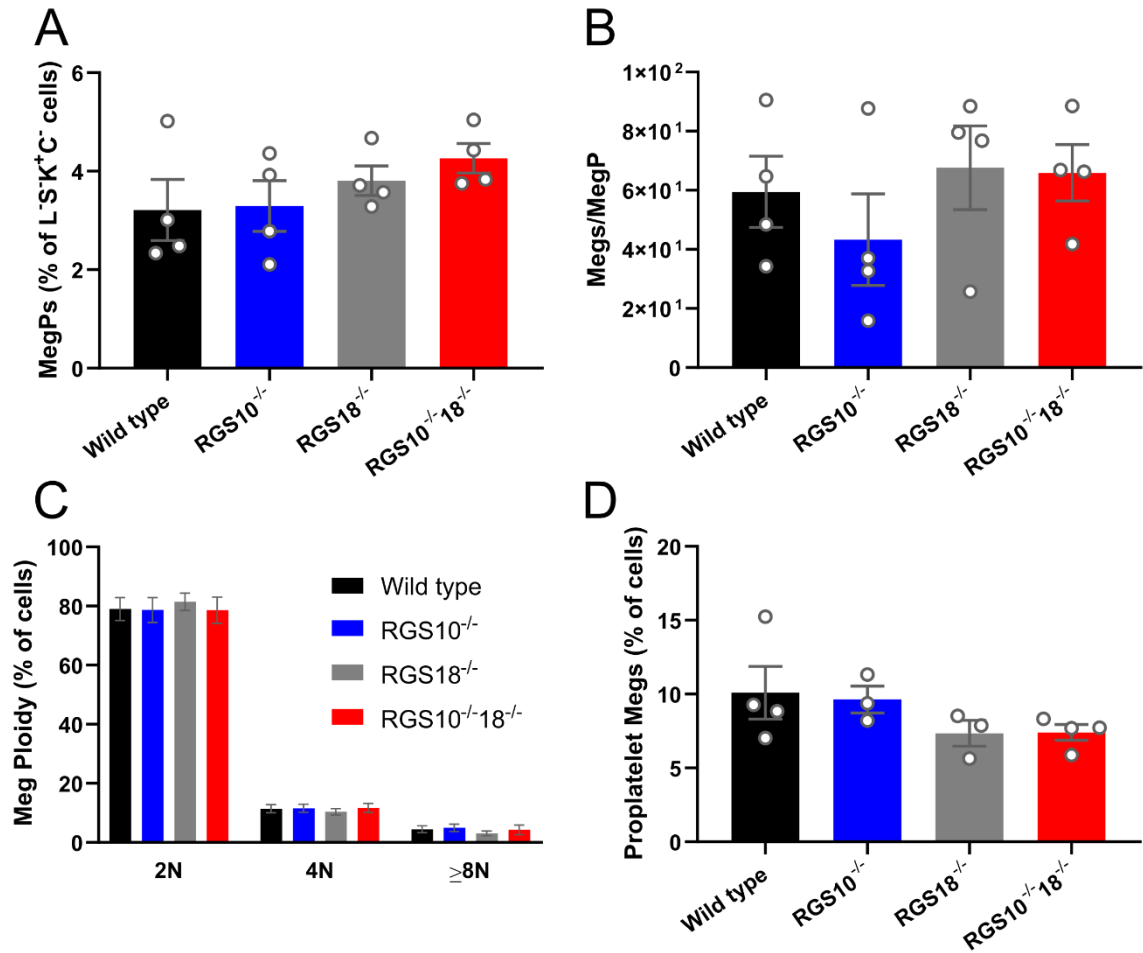 A
MegPs (% of L⁻S⁻K⁺C⁻ cells)
6
4
2
0
Wild type
RGS10⁻/⁻
RGS18⁻/⁻
RGS10⁻/⁻18⁻/⁻
B
Megs/MegP
1×10²
8×10¹
6×10¹
4×10¹
2×10¹
0
Wild type
RGS10⁻/⁻
RGS18⁻/⁻
RGS10⁻/⁻18⁻/⁻
C
Meg Ploidy (% of cells)
100
80
60
40
20
0
2N
4N
≥8N
Wild type
RGS10⁻/⁻
RGS18⁻/⁻
RGS10⁻/⁻18⁻/⁻
D
Proplatelet Megs (% of cells)
20
15
10
5
0
Wild type
RGS10⁻/⁻
RGS18⁻/⁻
RGS10⁻/⁻18⁻/⁻